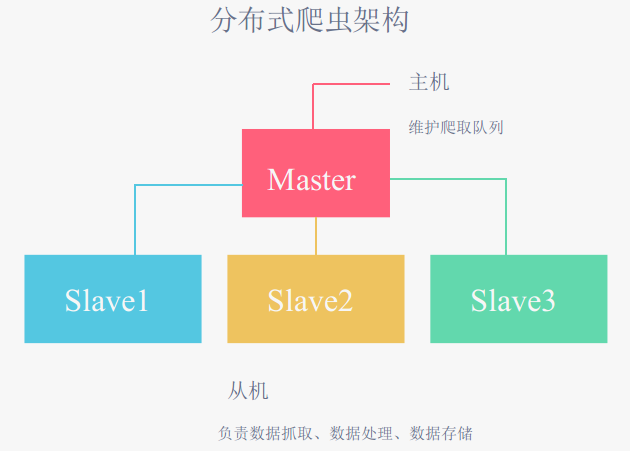 分布式爬虫架构
主机
维护爬取队列
Master
Slave1
Slave2
Slave3
从机
负责数据抓取、数据处理、数据存储